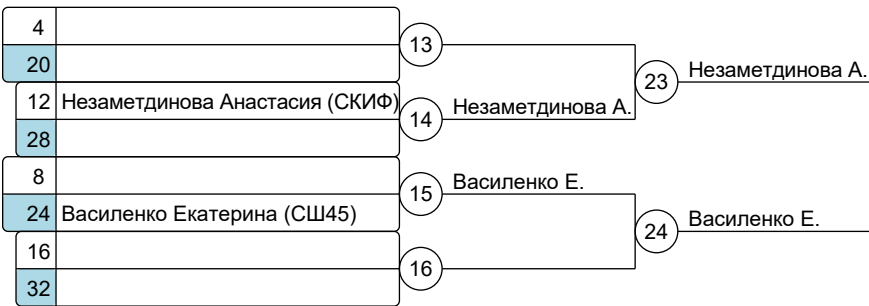 4
13
20
23 Незаметдинова А.
12 Незаметдинова Анастасия (СКИФ)
14 Незаметдинова А.
28
8
15 Василенко Е.
24 Василенко Екатерина (СШ45)
24 Василенко Е.
16
16
32